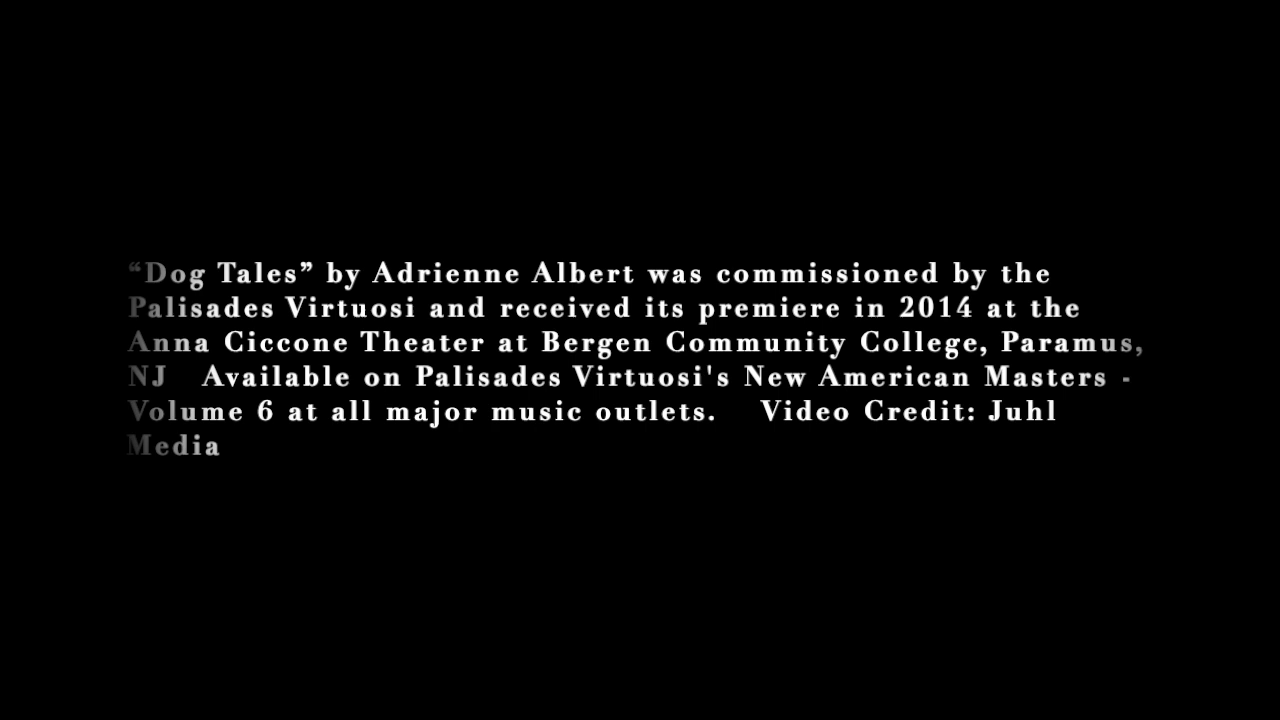 “Dog Tales” by Adrienne Albert was commissioned by the
Palisades Virtuosi and received its premiere in 2014 at the
Anna Ciccone Theater at Bergen Community College, Paramus,
NJ   Available on Palisades Virtuosi's New American Masters -
Volume 6 at all major music outlets.    Video Credit: Juhl
Media